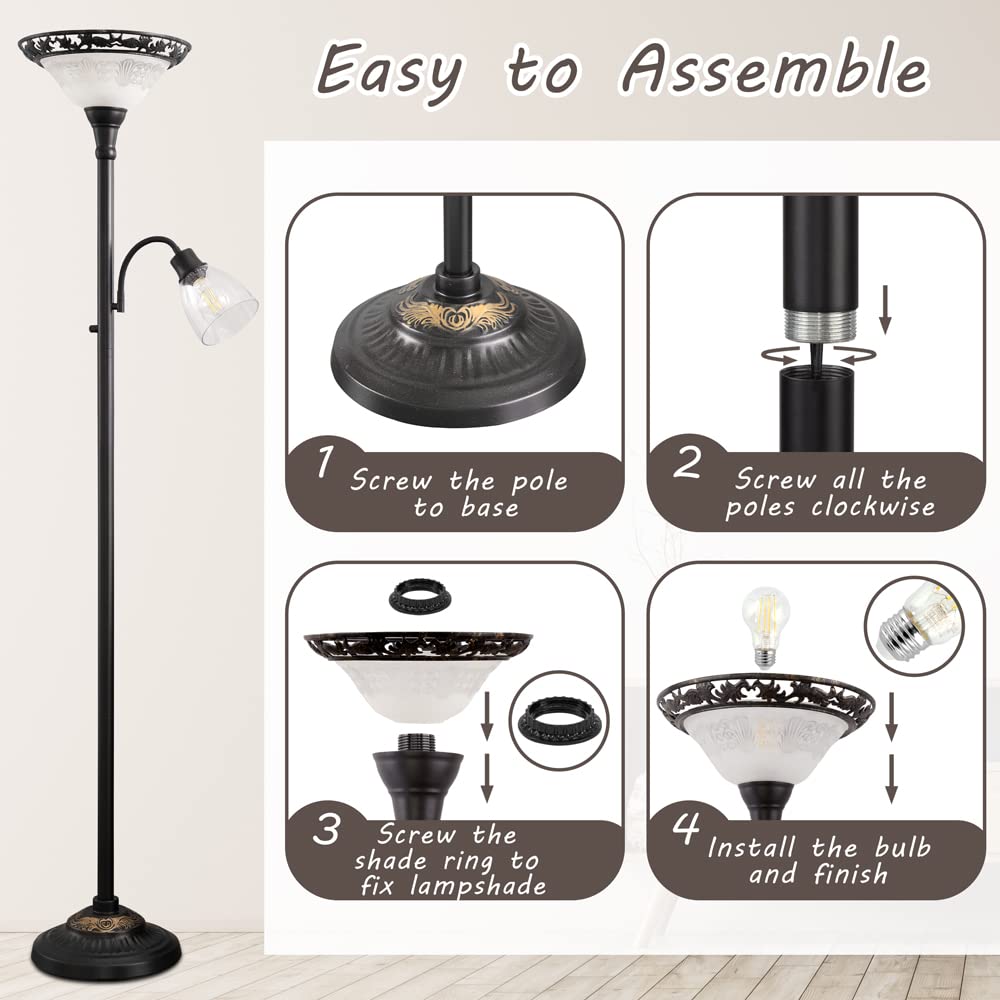 Easy to Assemble
1
Screw the pole
to base
2
Screw all the
poles clockwise
3
Screw the
shade ring to
fix lampshade
4
Install the bulb
and finish